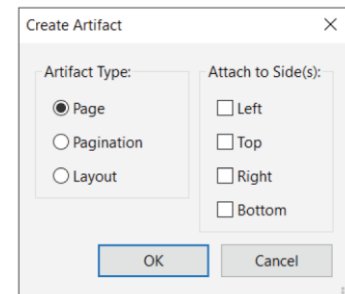 Create Artifact
Artifact Type:
Page
Pagination
Layout
Attach to Side(s):
Left
Top
Right
Bottom
OK
Cancel